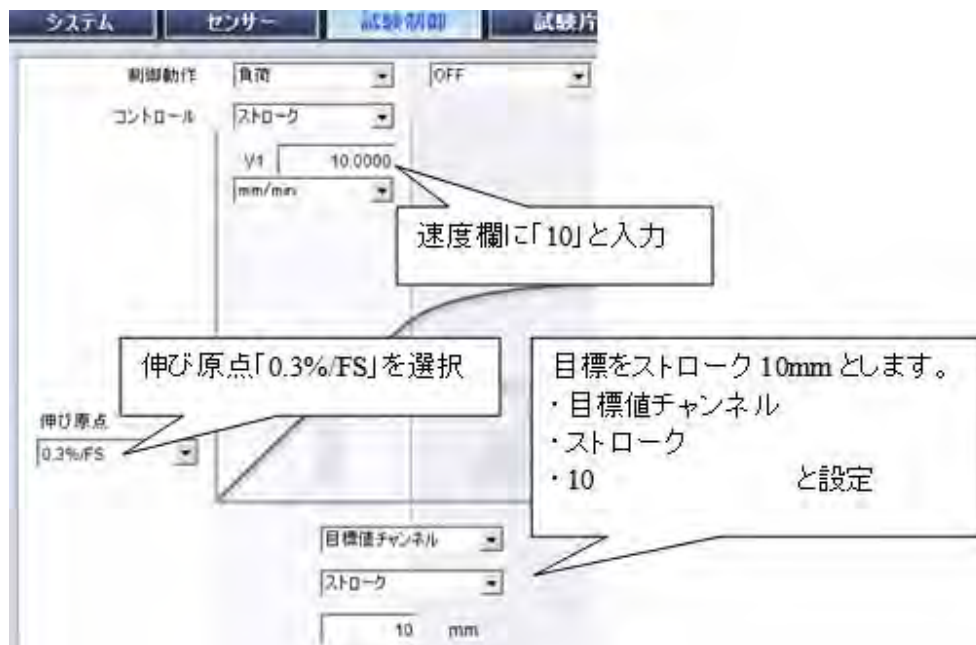 システム センサー 試験制御 試験片
制御動作 負荷 OFF
コントロール ストローク
V1 10.0000
mm/min
速度欄に「10」と入力
伸び原点「0.3%/FS」を選択
目標をストローク10mmとします。
・目標値チャンネル
・ストローク
・10 と設定
伸び原点
0.3%/FS
目標値チャンネル
ストローク
10 mm